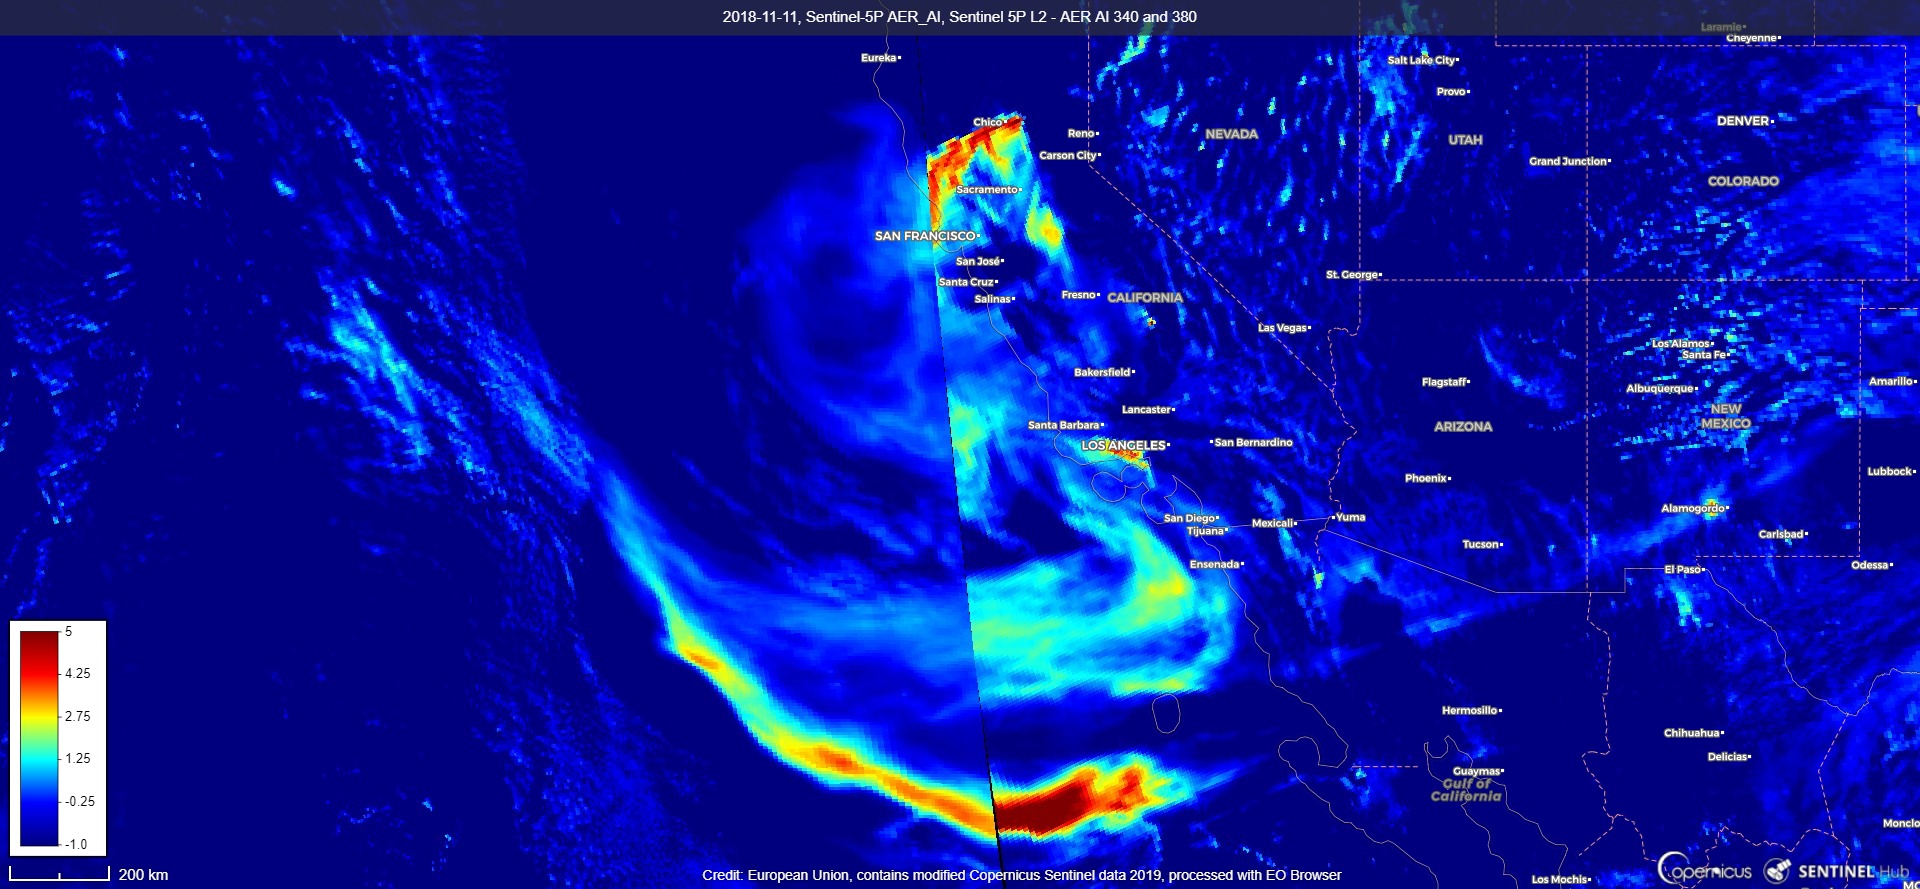 2018-11-11, Sentinel-5P AER_AI, Sentinel 5P L2 - AER AI 340 and 380
Laramie
Cheyenne
Eureka
Salt Lake City
Provo
Chico
DENVER
Reno
NEVADA
UTAH
Carson City
Grand Junction
COLORADO
Sacramento
SAN FRANCISCO
San José
St. George
Santa Cruz
Salinas
Fresno
CALIFORNIA
Las Vegas
Los Alamos
Santa Fe
Bakersfield
Flagstaff
Albuquerque
Amarillo
Lancaster
NEW
MEXICO
Santa Barbara
ARIZONA
LOS ANGELES
San Bernardino
Lubbock
Phoenix
Alamogordo
San Diego
Mexicali
Yuma
Tijuana
Carlsbad
Tucson
Ensenada
El Paso
Odessa
5
4.25
2.75
1.25
-0.25
-1.0
Hermosillo
Chihuahua
Delicias
Guaymas
Gulf of
California
Monclo
200 km
Credit: European Union, contains modified Copernicus Sentinel data 2019, processed with EO Browser
Los Mochis
opernicus
SENTINEL Hub
Mo